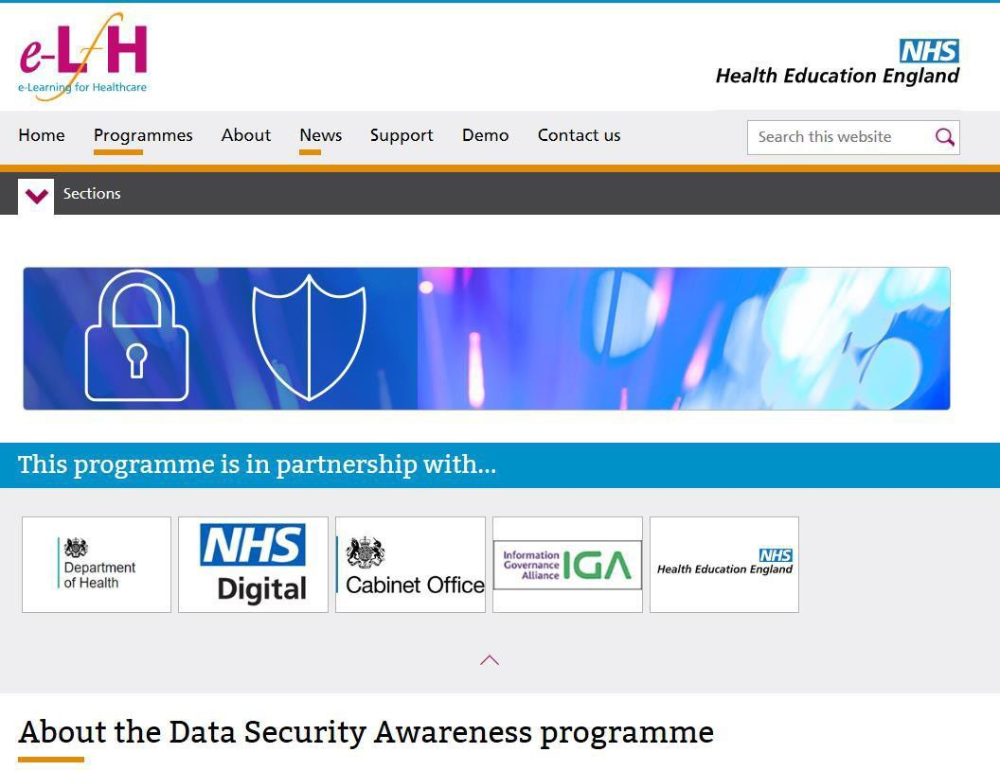 e-LfH
e-Learning for Healthcare
NHS
Health Education England
Home Programmes About News Support Demo Contact us
Search this website
Sections
This programme is in partnership with...
Department
of Health
NHS
Digital
Cabinet Office
Information
Governance
Alliance
IGA
NHS
Health Education England
About the Data Security Awareness programme